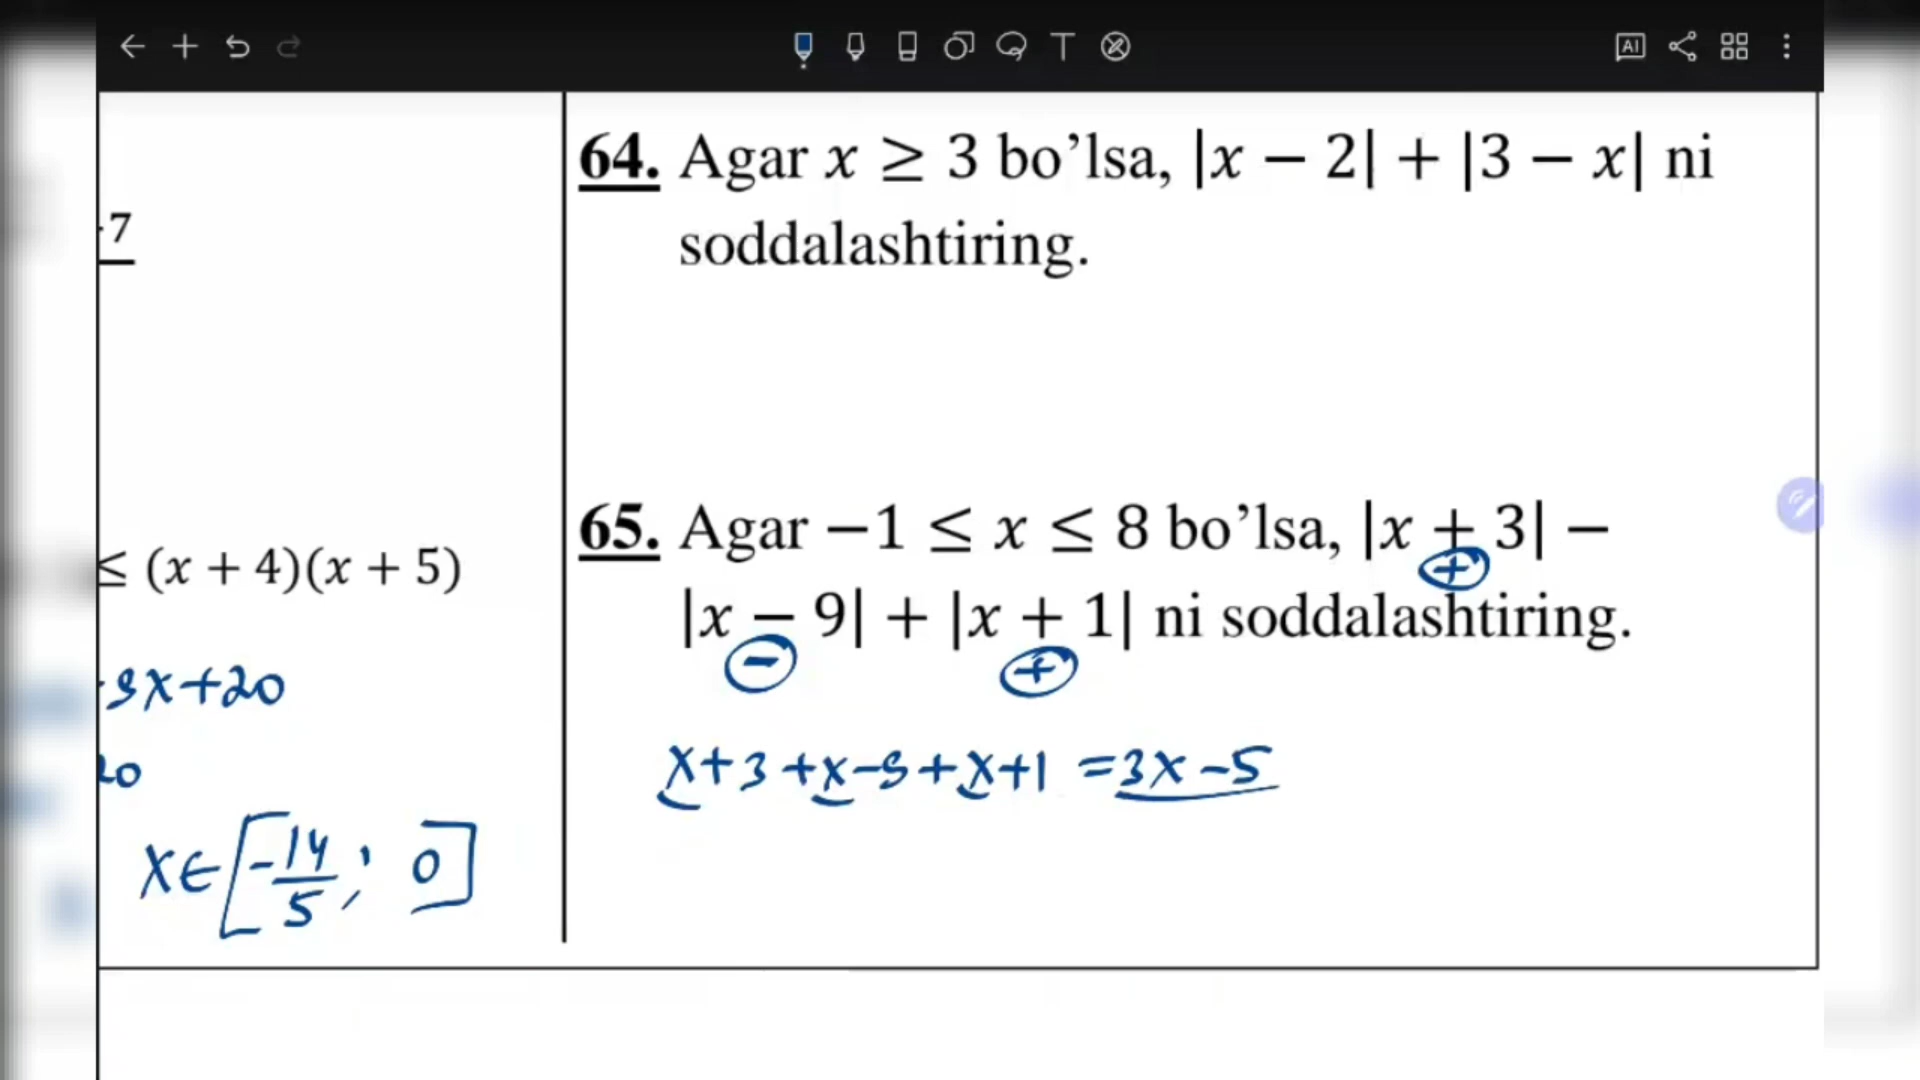 -7
≤ (x + 4)(x + 5)
9x+20
20
x∈[-14/5; 0]
64. Agar x ≥ 3 bo’lsa, |x − 2| + |3 − x| ni
soddalashtiring.
65. Agar −1 ≤ x ≤ 8 bo’lsa, |x + 3| −
+
|x − 9| + |x + 1| ni soddalashtiring.
− +
x+3+x-9+x+1 =3x-5